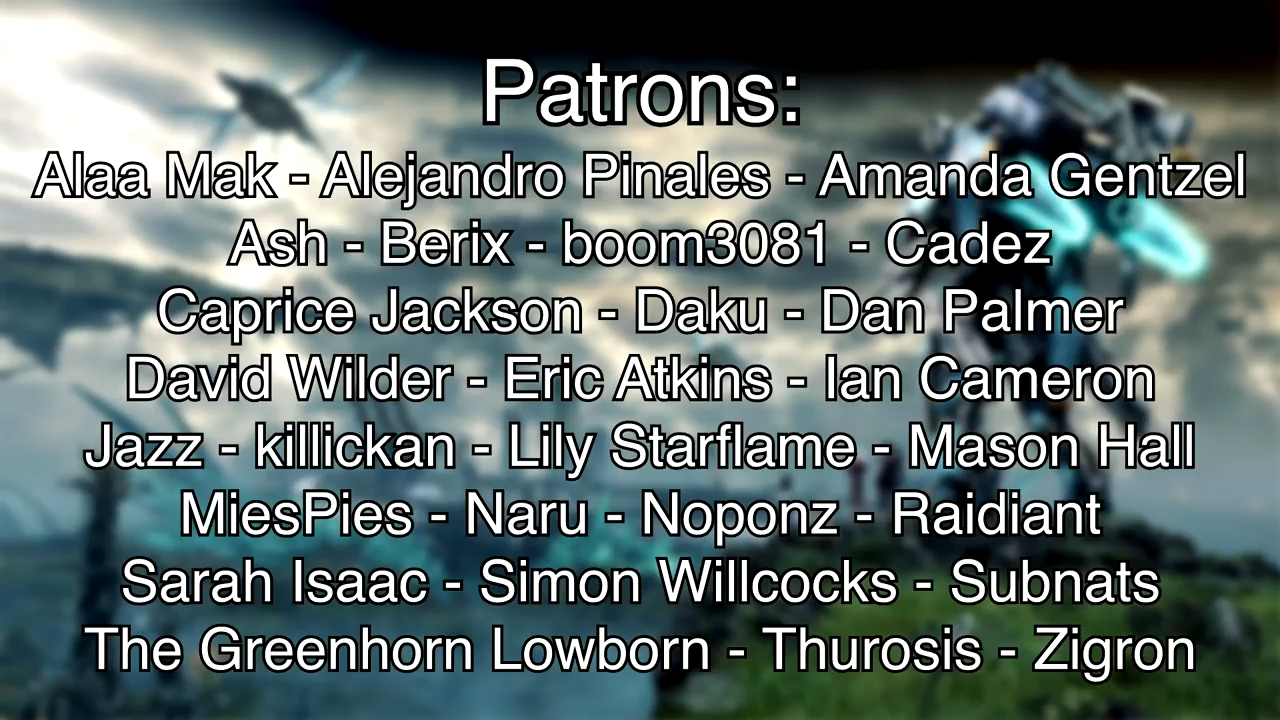 Patrons:
Alaa Mak - Alejandro Pinales - Amanda Gentzel
Ash - Berix - boom3081 - Cadez
Caprice Jackson - Daku - Dan Palmer
David Wilder - Eric Atkins - Ian Cameron
Jazz - killickan - Lily Starflame - Mason Hall
MiesPies - Naru - Noponz - Raidiant
Sarah Isaac - Simon Willcocks - Subnats
The Greenhorn Lowborn - Thurosis - Zigron